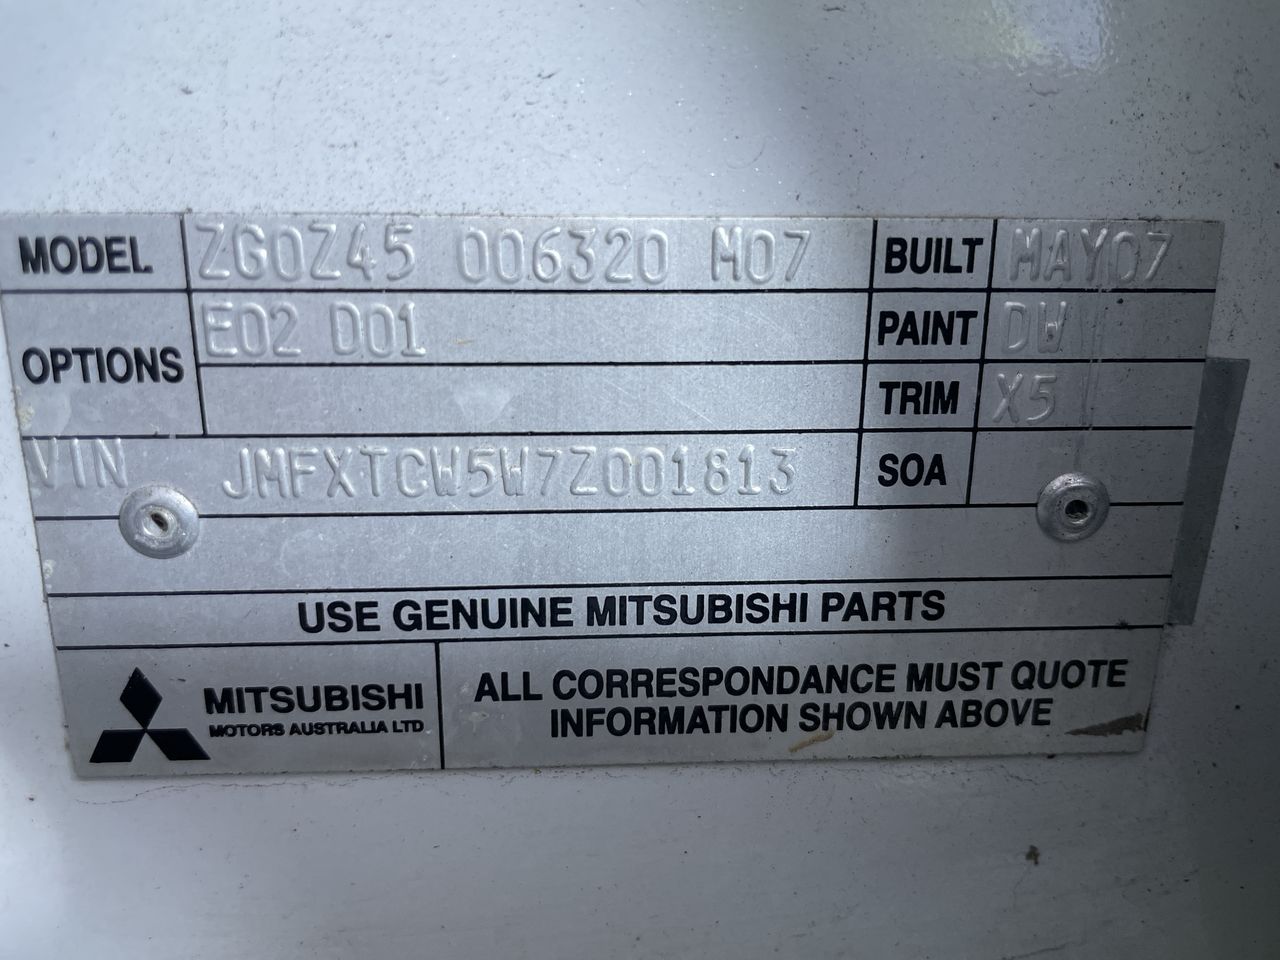 MODEL ZG0Z45 006320 M07 BUILT MAY07
OPTIONS E02 D01 PAINT DW
TRIM X5
VIN JMFXTCW5W7Z001813 SOA
USE GENUINE MITSUBISHI PARTS
MITSUBISHI
MOTORS AUSTRALIA LTD
ALL CORRESPONDANCE MUST QUOTE
INFORMATION SHOWN ABOVE